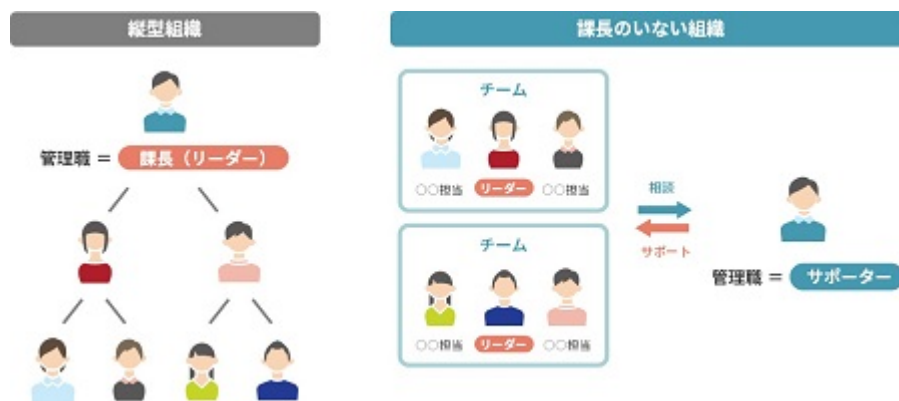 縦型組織
管理職 = 課長（リーダー）
課長のいない組織
チーム
○○担当 リーダー ○○担当
チーム
○○担当 リーダー ○○担当
相談
サポート
管理職 = サポーター